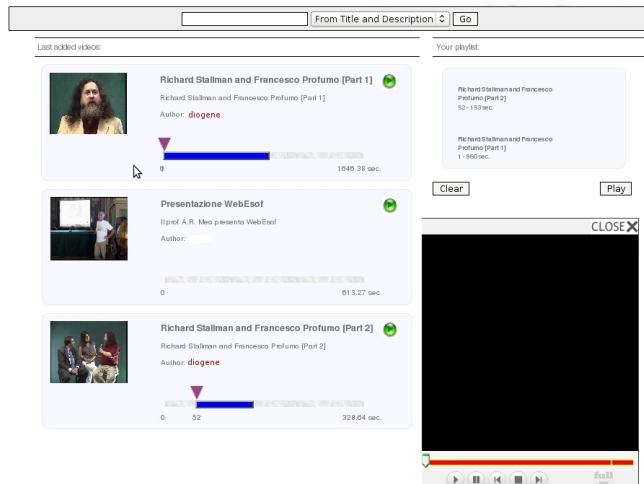 From Title and Description
Go
Last added videos:
Richard Stallman and Francesco Profumo [Part 1]
Richard Stallman and Francesco Profumo [Part 1]
Author: diogene
1646.38 sec.
Presentazione WebEsof
Il prof A.R. Meo presenta WebEsof
Author:
0
613.27 sec.
Richard Stallman and Francesco Profumo [Part 2]
Richard Stallman and Francesco Profumo [Part 2]
Author: diogene
0 52
328.64 sec.
Your playlist:
Richard Stallman and Francesco
Profumo [Part 2]
52 - 153 sec.
Richard Stallman and Francesco
Profumo [Part 1]
1 - 860 sec.
Clear
Play
CLOSE
full